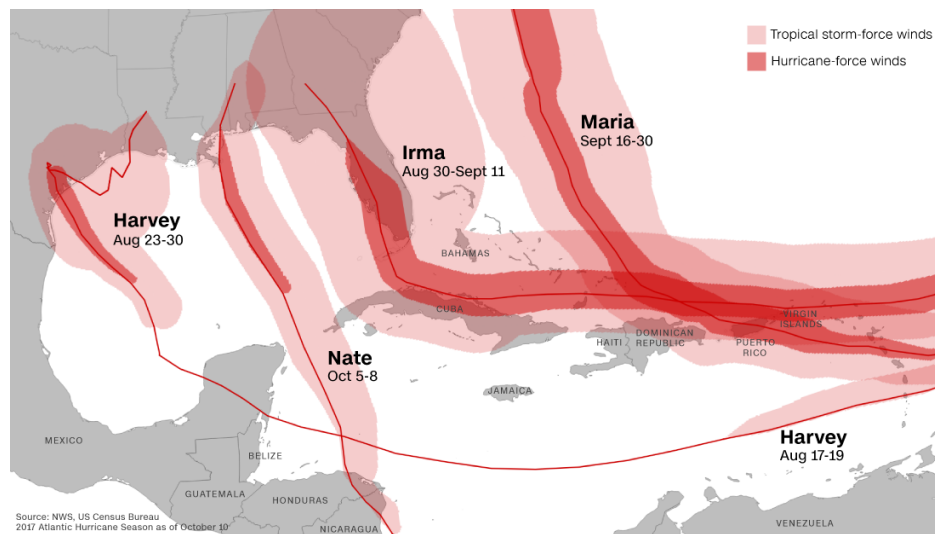 Tropical storm-force winds
Hurricane-force winds
Maria
Sept 16-30
Irma
Aug 30-Sept 11
Harvey
Aug 23-30
BAHAMAS
CUBA
VIRGIN
ISLANDS
HAITI
DOMINICAN
REPUBLIC
PUERTO
RICO
Nate
Oct 5-8
JAMAICA
MEXICO
BELIZE
Harvey
Aug 17-19
GUATEMALA
HONDURAS
NICARAGUA
VENEZUELA
Source: NWS, US Census Bureau
2017 Atlantic Hurricane Season as of October 10